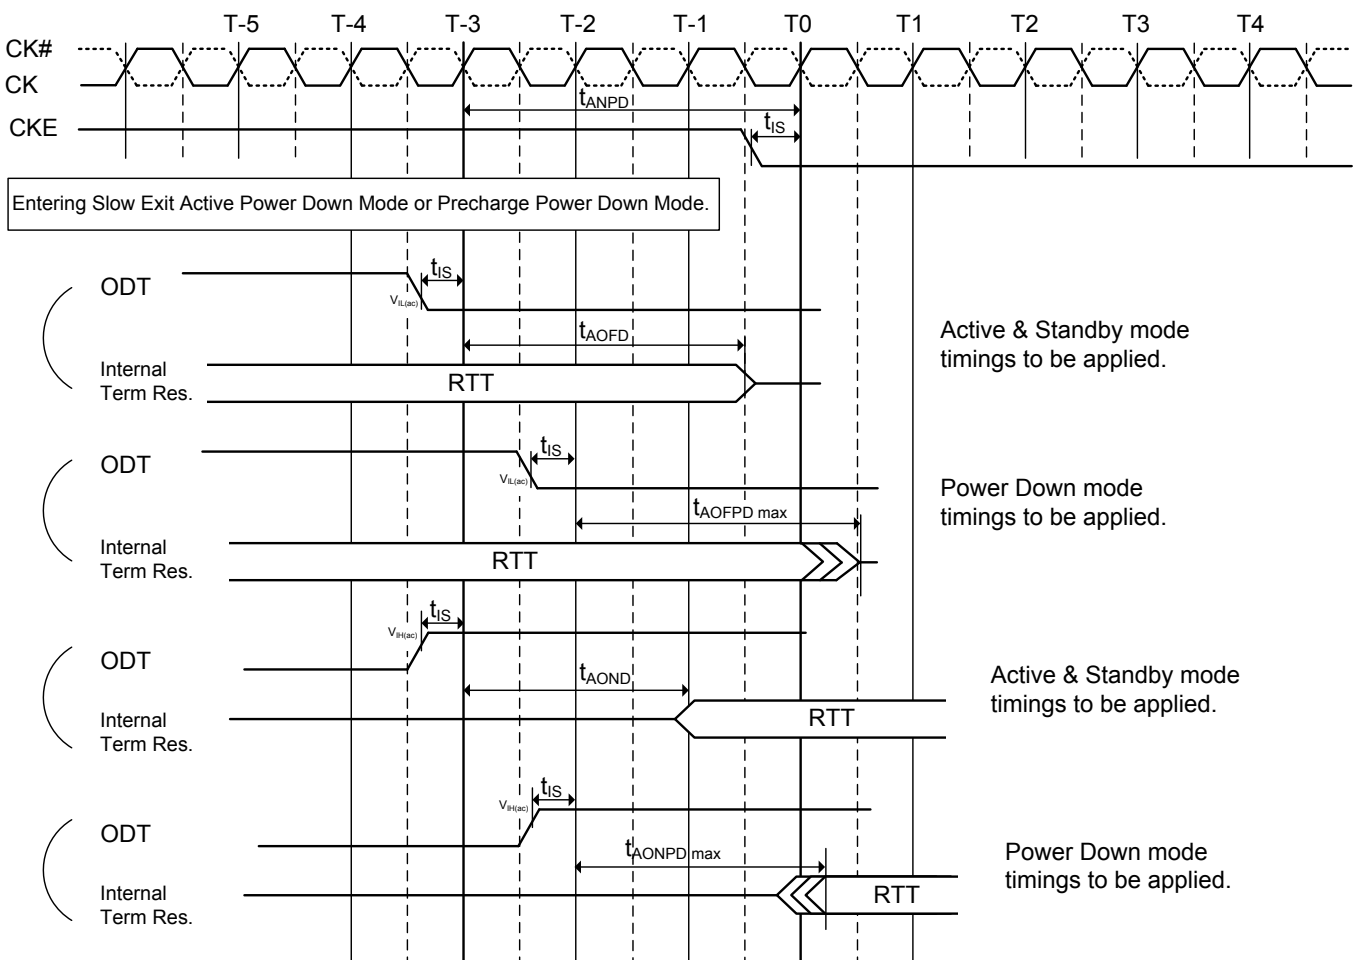 T-5 T-4 T-3 T-2 T-1 T0 T1 T2 T3 T4
CK#
CK
tANPD
CKE
tIS
Entering Slow Exit Active Power Down Mode or Precharge Power Down Mode.
tIS
ODT
VIL(ac)
tAOFD
Active & Standby mode
timings to be applied.
Internal
Term Res.
RTT
tIS
ODT
VIL(ac)
Power Down mode
timings to be applied.
tAOFPD max
Internal
Term Res.
RTT
tIS
VIH(ac)
ODT
tAOND
Active & Standby mode
timings to be applied.
Internal
Term Res.
RTT
tIS
VIH(ac)
ODT
tAONPD max
Power Down mode
timings to be applied.
Internal
Term Res.
RTT